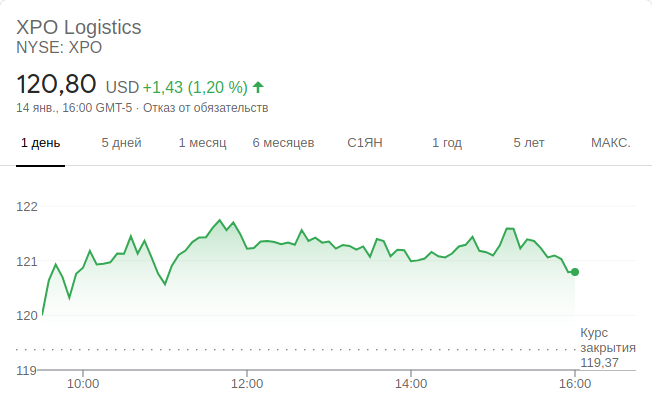 XPO Logistics
NYSE: XPO
120,80 USD +1,43 (1,20 %)
14 янв., 16:00 GMT-5 · Отказ от обязательств
1 день 5 дней 1 месяц 6 месяцев С1ЯН 1 год 5 лет МАКС.
122
121
120
Курс
закрытия
119,37
119
10:00 12:00 14:00 16:00